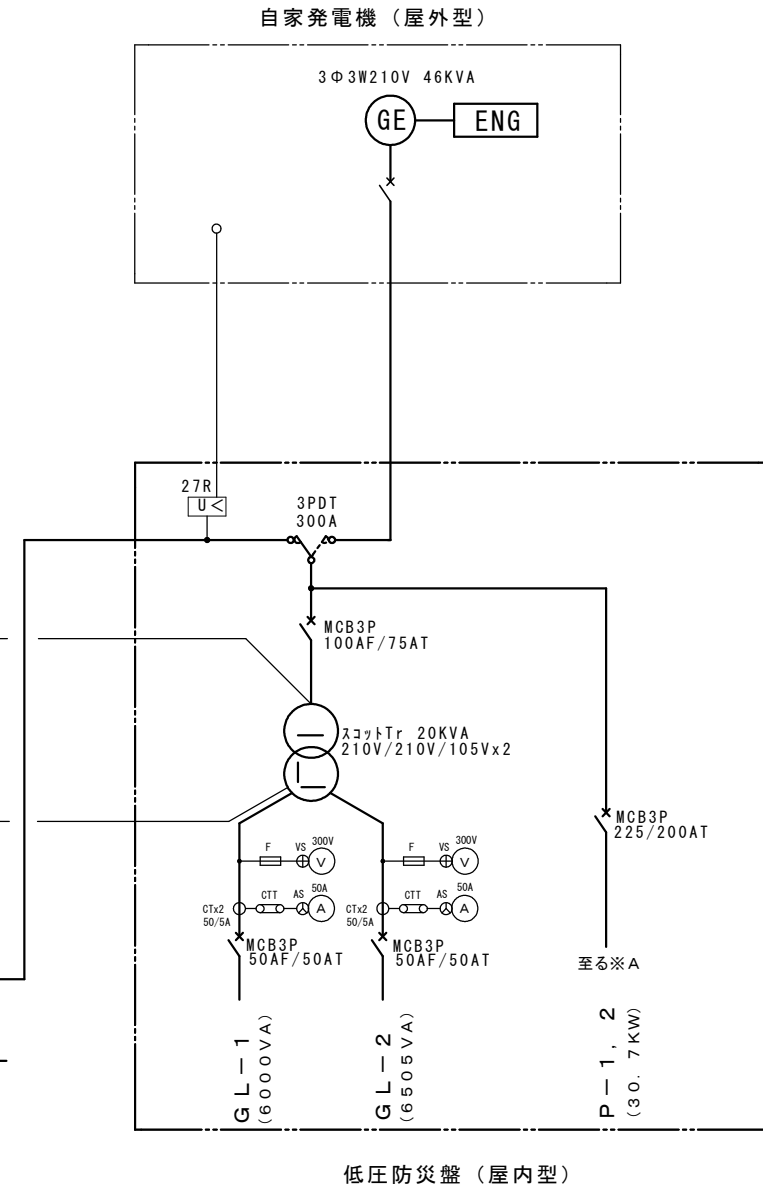 自家発電機（屋外型）
3Φ3W210V 46KVA
GE
ENG
27R
U<
3PDT
300A
MCB3P
100AF/75AT
スコットTr 20KVA
210V/210V/105Vx2
MCB3P
225/200AT
F
VS
300V
V
F
VS
300V
V
CTx2
50/5A
CTT
AS
50A
A
CTx2
50/5A
CTT
AS
50A
A
MCB3P
50AF/50AT
MCB3P
50AF/50AT
至る※A
GL－1
(6000VA)
GL－2
(6505VA)
P－1, 2
(30. 7KW)
低圧防災盤（屋内型）